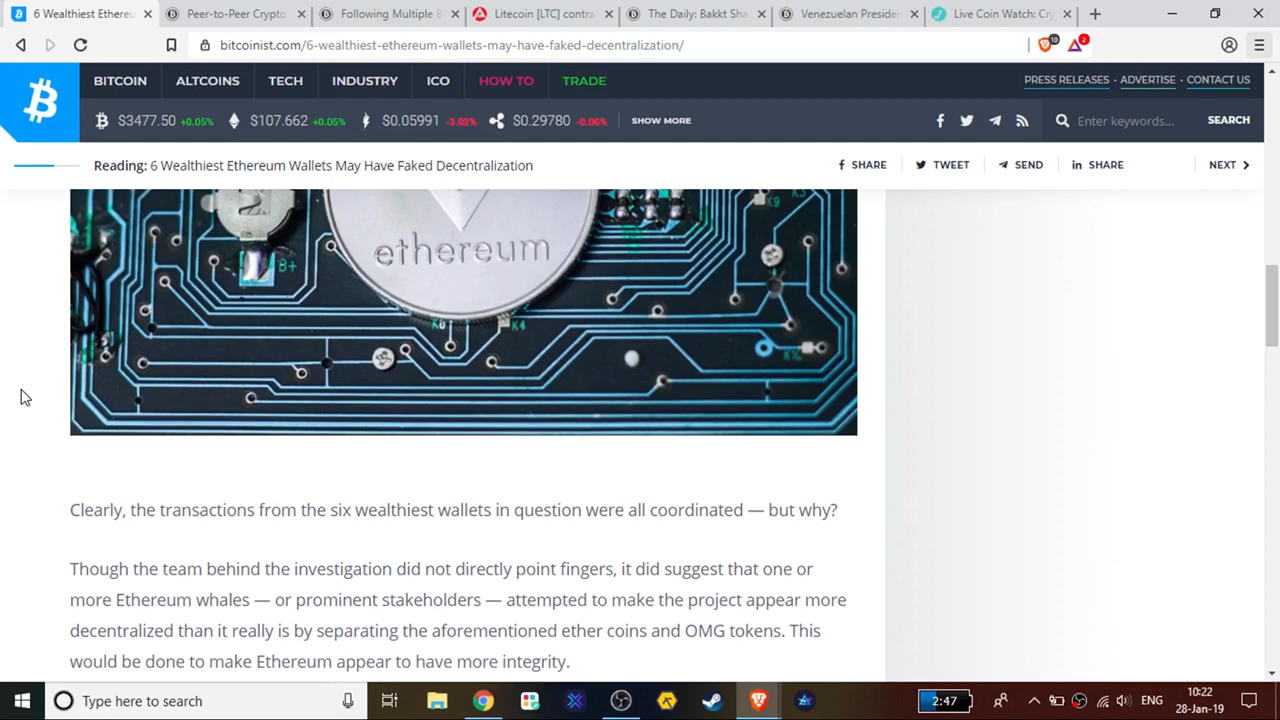 6 Wealthiest Ethereu
Peer-to-Peer Crypto
Following Multiple B
Litecoin [LTC] contra
The Daily: Bakkt Sha
Venezuelan Presiden
Live Coin Watch: Cry
bitcoinist.com/6-wealthiest-ethereum-wallets-may-have-faked-decentralization/
10
2
BITCOIN
ALTCOINS
TECH
INDUSTRY
ICO
HOW TO
TRADE
PRESS RELEASES · ADVERTISE · CONTACT US
$3477.50 +0.05%
$107.662 +0.05%
$0.05991 -3.02%
$0.29780 -0.06%
SHOW MORE
Enter keywords...
SEARCH
Reading: 6 Wealthiest Ethereum Wallets May Have Faked Decentralization
SHARE
TWEET
SEND
SHARE
NEXT
K9
ethereum
B+
K4
Clearly, the transactions from the six wealthiest wallets in question were all coordinated — but why?
Though the team behind the investigation did not directly point fingers, it did suggest that one or
more Ethereum whales — or prominent stakeholders — attempted to make the project appear more
decentralized than it really is by separating the aforementioned ether coins and OMG tokens. This
would be done to make Ethereum appear to have more integrity.
Type here to search
2:47
ENG
10:22
28-Jan-19